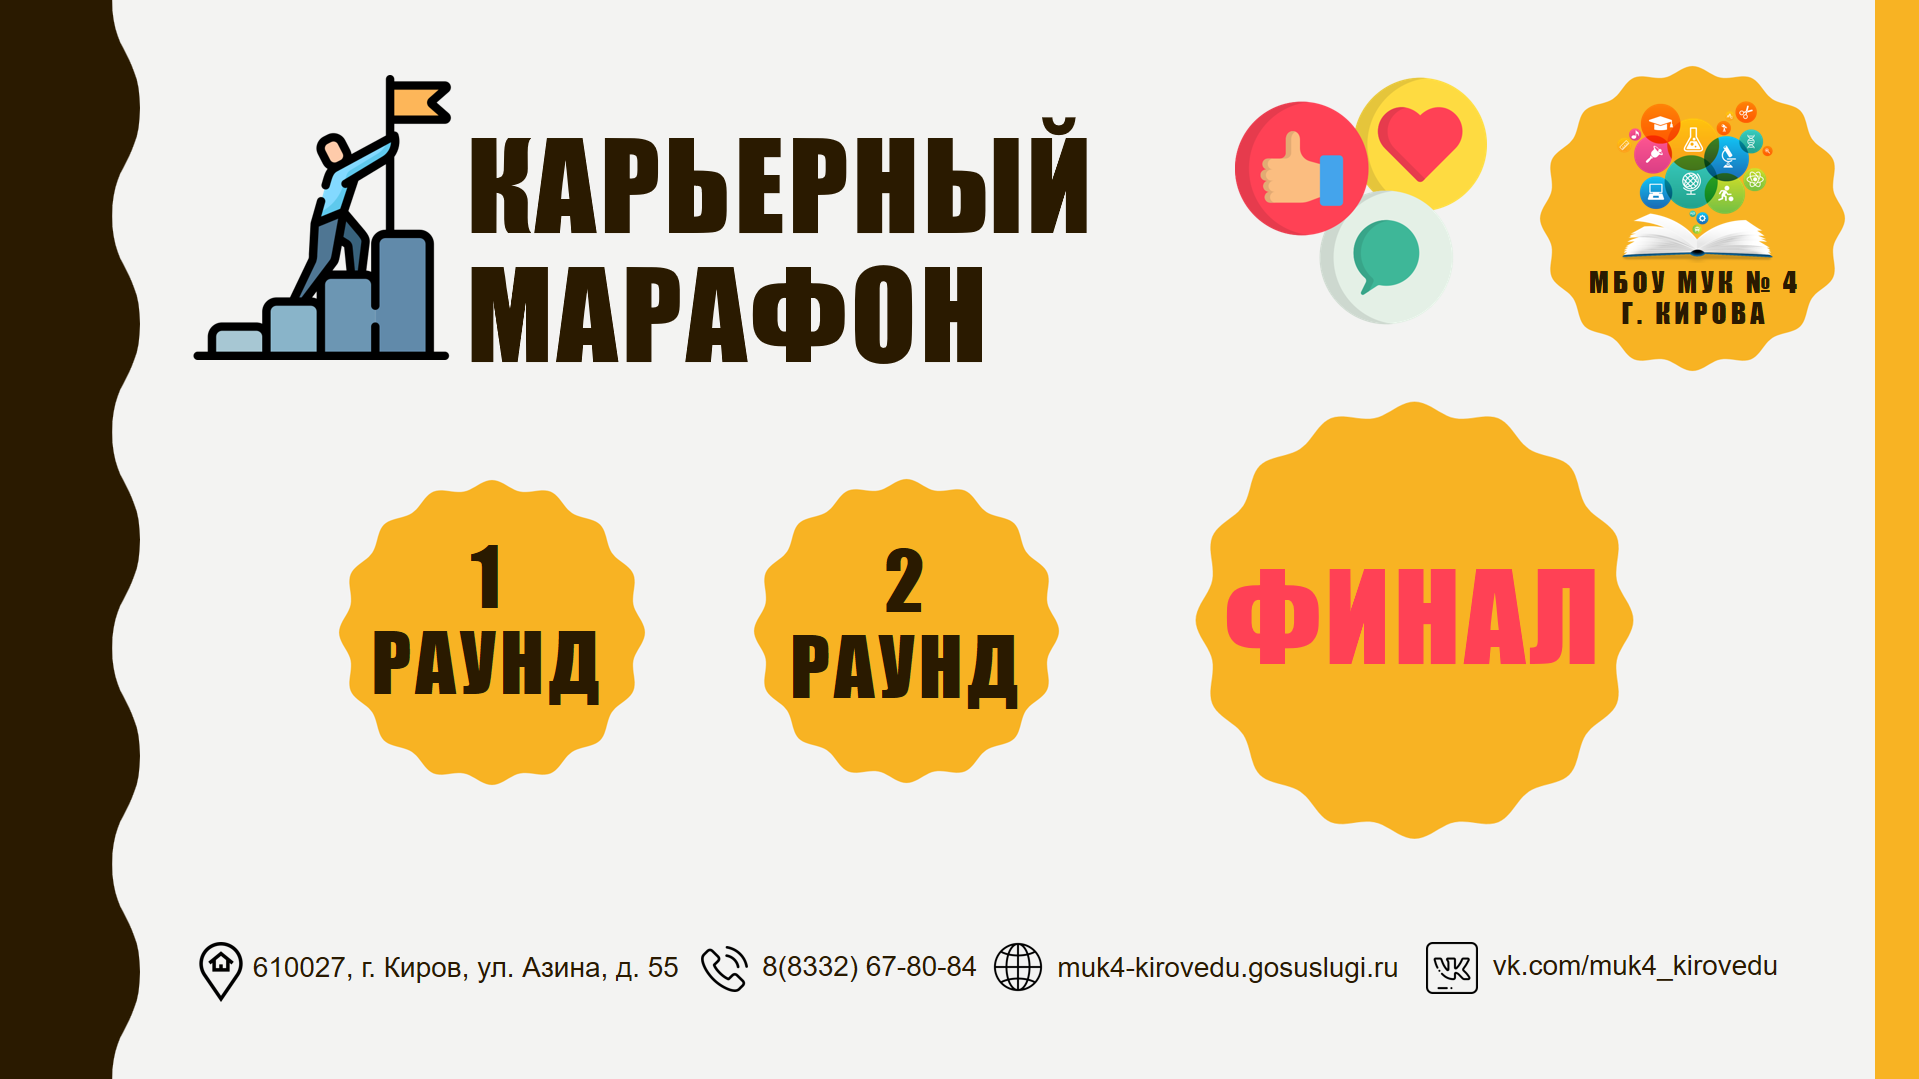 КАРЬЕРНЫЙ
МАРАФОН
МБОУ МУК № 4
Г. КИРОВА
1
РАУНД
2
РАУНД
ФИНАЛ
610027, г. Киров, ул. Азина, д. 55
8(8332) 67-80-84
muk4-kirovedu.gosuslugi.ru
vk.com/muk4_kirovedu